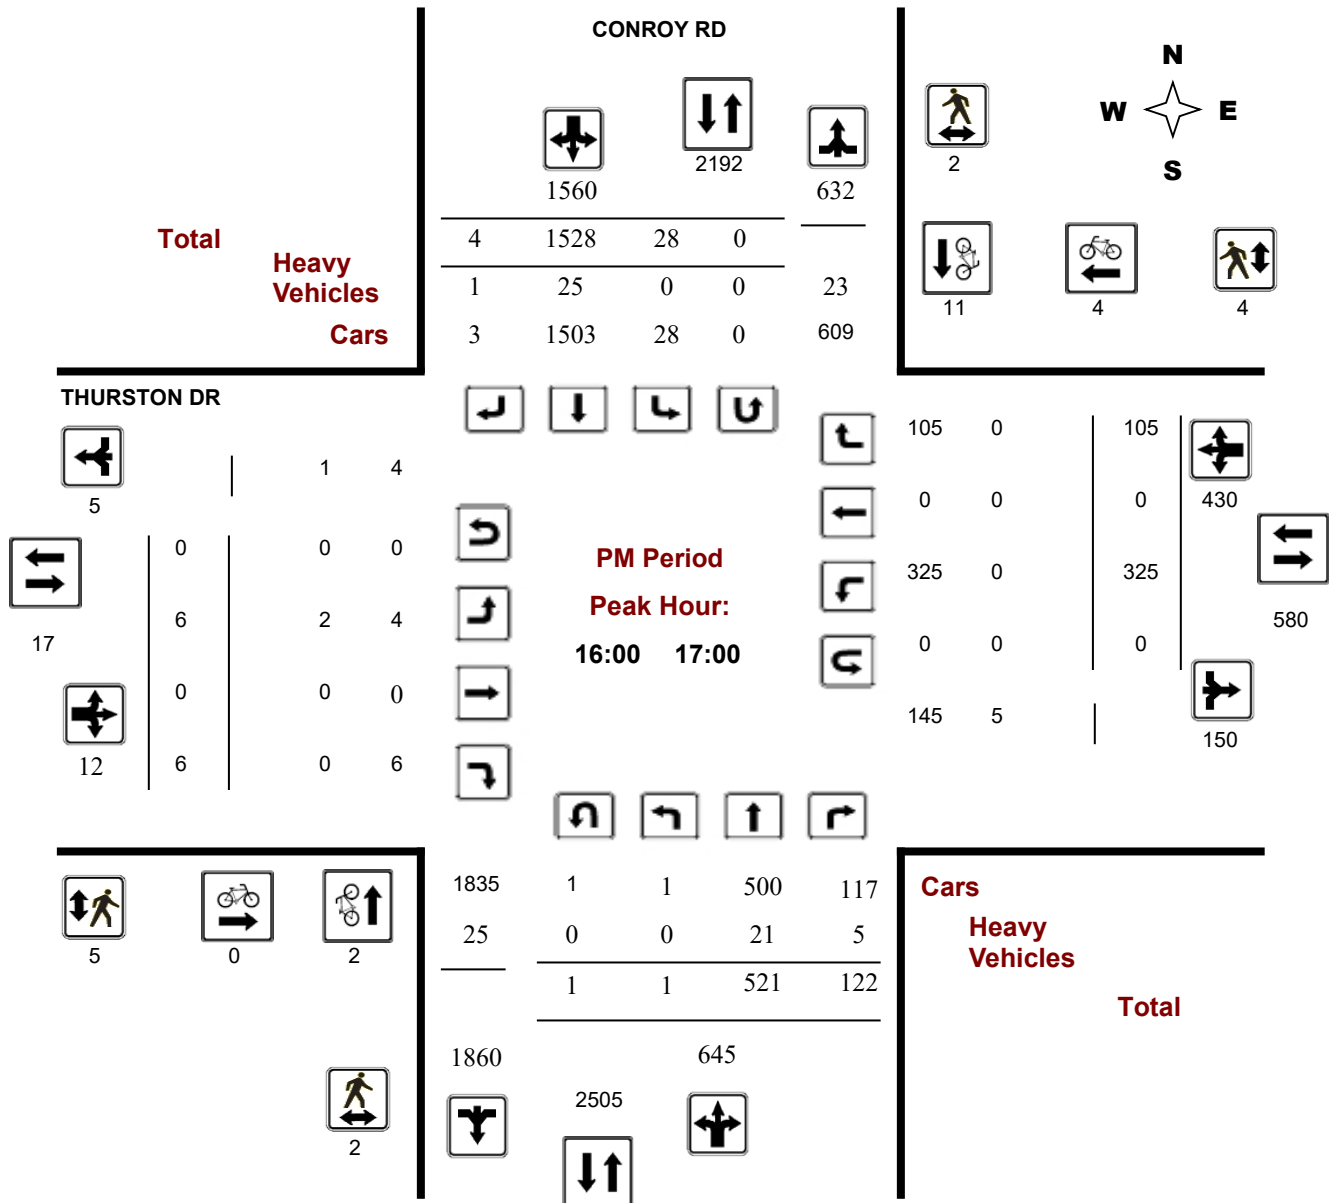 CONROY RD
N
W E
S
2192
2
1560 632
Total 4 1528 28 0
Heavy
Vehicles 1 25 0 0 23
Cars 3 1503 28 0 609
11 4 4
THURSTON DR
105 0 105
1 4
5 0 0 0 430
0 0 0
PM Period
325 0 325
Peak Hour:
6 2 4 580
17 16:00 17:00 0 0 0
0 0 0
145 5 150
12 6 0 6
1835 1 1 500 117 Cars
25 0 0 21 5 Heavy
Vehicles
5 0 2
1 1 521 122
Total
1860 645
2505
2